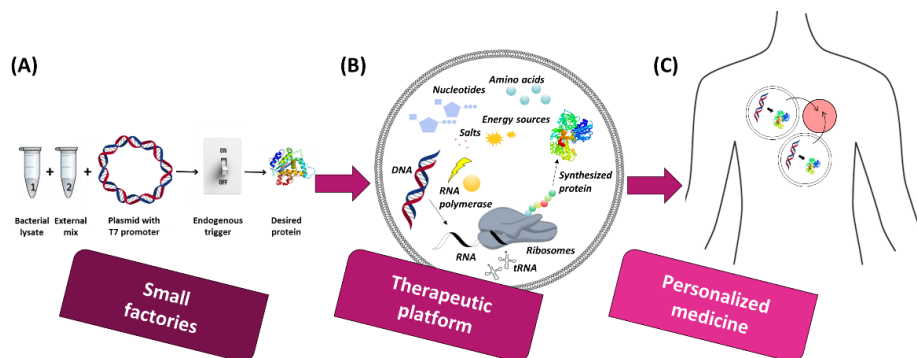 (A)
1
2
Bacterial
lysate
External
mix
Plasmid with
T7 promoter
ON
OFF
Endogenous
trigger
Desired
protein
Small
factories
(B)
Nucleotides
Amino acids
Energy sources
Salts
DNA
RNA
polymerase
Synthesized
protein
Ribosomes
RNA
tRNA
Therapeutic
platform
(C)
Personalized
medicine